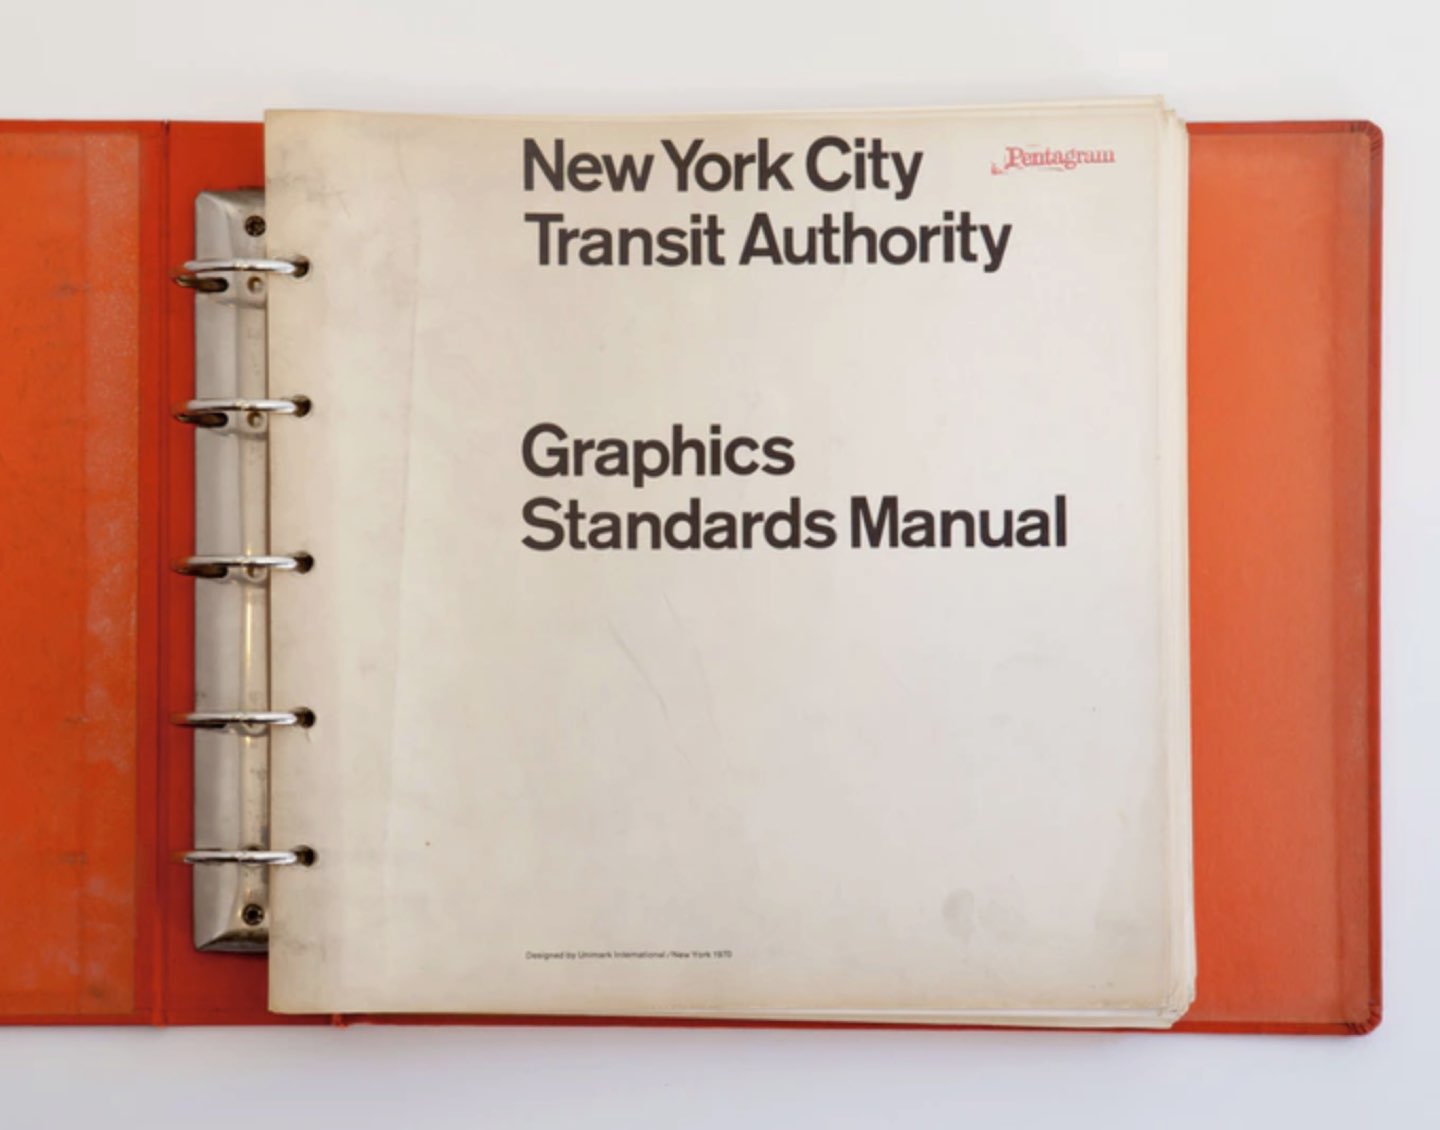 New York City
Transit Authority
Pentagram
Graphics
Standards Manual
Designed by Unimark International / New York 1970